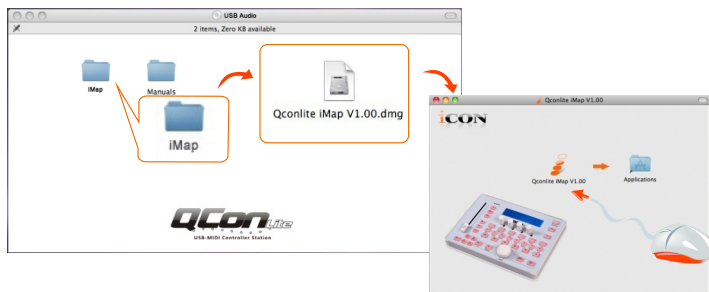 USB Audio
2 items, Zero KB available
iMap
Manuals
iMap
Qconlite iMap V1.00.dmg
QCon Lite
USB-MIDI Controller Station
Qconlite iMap V1.00
iCON
Qconlite iMap V1.00
Applications